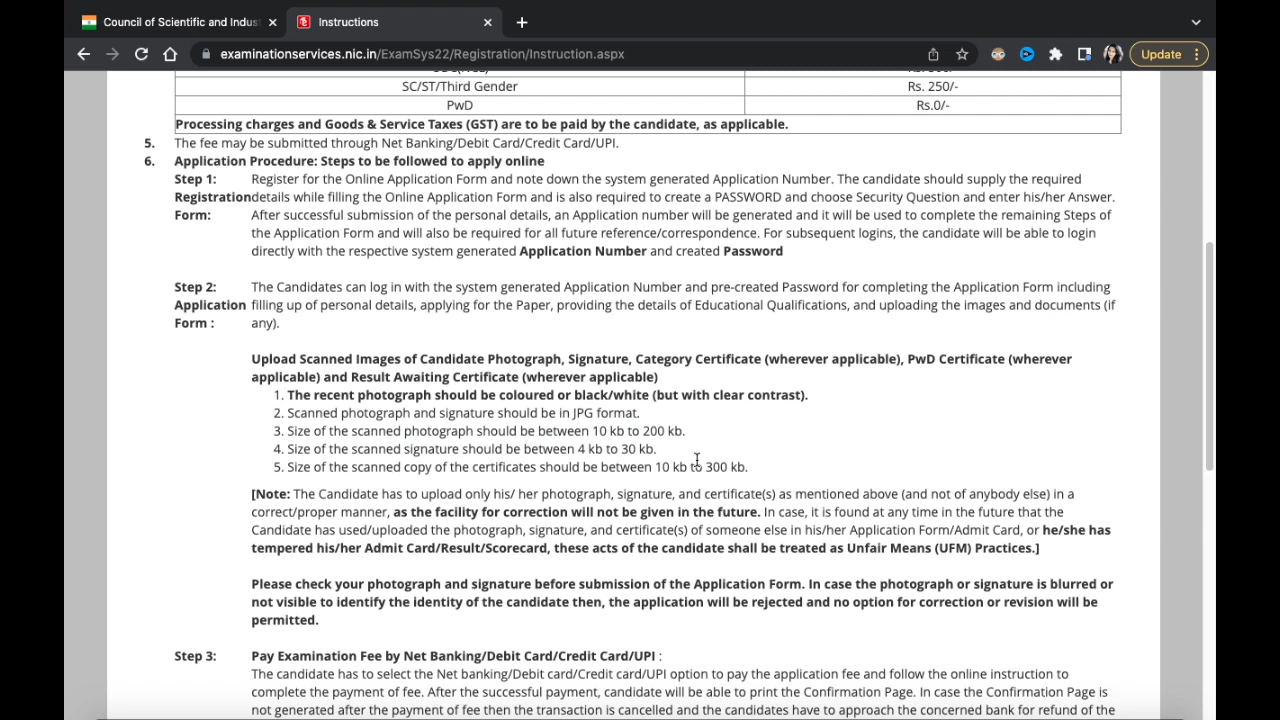 Council of Scientific and Indust
Instructions
examinationservices.nic.in/ExamSys22/Registration/Instruction.aspx
Update
SC/ST/Third Gender Rs. 250/-
PwD Rs.0/-
Processing charges and Goods & Service Taxes (GST) are to be paid by the candidate, as applicable.
5. The fee may be submitted through Net Banking/Debit Card/Credit Card/UPI.
6. Application Procedure: Steps to be followed to apply online
Step 1: Register for the Online Application Form and note down the system generated Application Number. The candidate should supply the required
Registration details while filling the Online Application Form and is also required to create a PASSWORD and choose Security Question and enter his/her Answer.
Form: After successful submission of the personal details, an Application number will be generated and it will be used to complete the remaining Steps of
the Application Form and will also be required for all future reference/correspondence. For subsequent logins, the candidate will be able to login
directly with the respective system generated Application Number and created Password
Step 2: The Candidates can log in with the system generated Application Number and pre-created Password for completing the Application Form including
Application filling up of personal details, applying for the Paper, providing the details of Educational Qualifications, and uploading the images and documents (if
Form : any).
Upload Scanned Images of Candidate Photograph, Signature, Category Certificate (wherever applicable), PwD Certificate (wherever
applicable) and Result Awaiting Certificate (wherever applicable)
1. The recent photograph should be coloured or black/white (but with clear contrast).
2. Scanned photograph and signature should be in JPG format.
3. Size of the scanned photograph should be between 10 kb to 200 kb.
4. Size of the scanned signature should be between 4 kb to 30 kb.
5. Size of the scanned copy of the certificates should be between 10 kb to 300 kb.
[Note: The Candidate has to upload only his/ her photograph, signature, and certificate(s) as mentioned above (and not of anybody else) in a
correct/proper manner, as the facility for correction will not be given in the future. In case, it is found at any time in the future that the
Candidate has used/uploaded the photograph, signature, and certificate(s) of someone else in his/her Application Form/Admit Card, or he/she has
tempered his/her Admit Card/Result/Scorecard, these acts of the candidate shall be treated as Unfair Means (UFM) Practices.]
Please check your photograph and signature before submission of the Application Form. In case the photograph or signature is blurred or
not visible to identify the identity of the candidate then, the application will be rejected and no option for correction or revision will be
permitted.
Step 3: Pay Examination Fee by Net Banking/Debit Card/Credit Card/UPI :
The candidate has to select the Net banking/Debit card/Credit card/UPI option to pay the application fee and follow the online instruction to
complete the payment of fee. After the successful payment, candidate will be able to print the Confirmation Page. In case the Confirmation Page is
not generated after the payment of fee then the transaction is cancelled and the candidates have to approach the concerned bank for refund of the